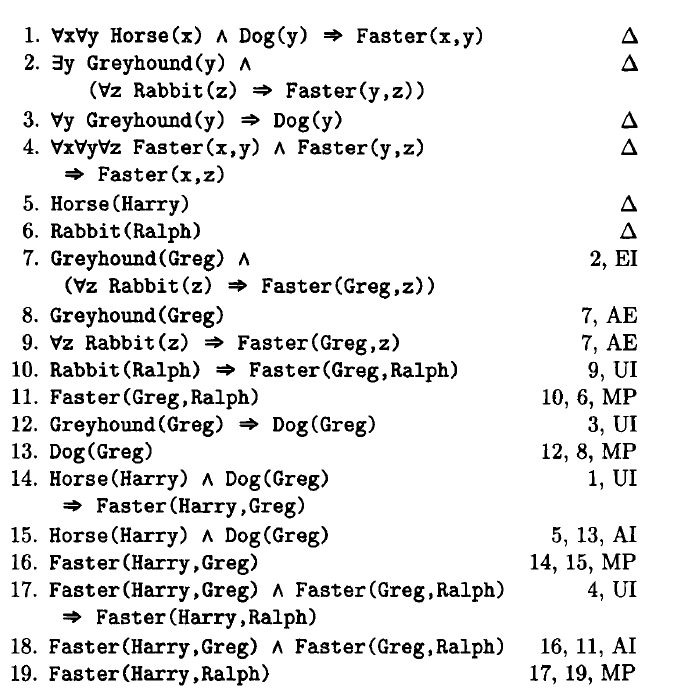 1. ∀x∀y Horse(x) ∧ Dog(y) ⇒ Faster(x,y) Δ
2. ∃y Greyhound(y) ∧ Δ
(∀z Rabbit(z) ⇒ Faster(y,z))
3. ∀y Greyhound(y) ⇒ Dog(y) Δ
4. ∀x∀y∀z Faster(x,y) ∧ Faster(y,z) Δ
⇒ Faster(x,z)
5. Horse(Harry) Δ
6. Rabbit(Ralph) Δ
7. Greyhound(Greg) ∧ 2, EI
(∀z Rabbit(z) ⇒ Faster(Greg,z))
8. Greyhound(Greg) 7, AE
9. ∀z Rabbit(z) ⇒ Faster(Greg,z) 7, AE
10. Rabbit(Ralph) ⇒ Faster(Greg,Ralph) 9, UI
11. Faster(Greg,Ralph) 10, 6, MP
12. Greyhound(Greg) ⇒ Dog(Greg) 3, UI
13. Dog(Greg) 12, 8, MP
14. Horse(Harry) ∧ Dog(Greg) 1, UI
⇒ Faster(Harry,Greg)
15. Horse(Harry) ∧ Dog(Greg) 5, 13, AI
16. Faster(Harry,Greg) 14, 15, MP
17. Faster(Harry,Greg) ∧ Faster(Greg,Ralph) 4, UI
⇒ Faster(Harry,Ralph)
18. Faster(Harry,Greg) ∧ Faster(Greg,Ralph) 16, 11, AI
19. Faster(Harry,Ralph) 17, 19, MP